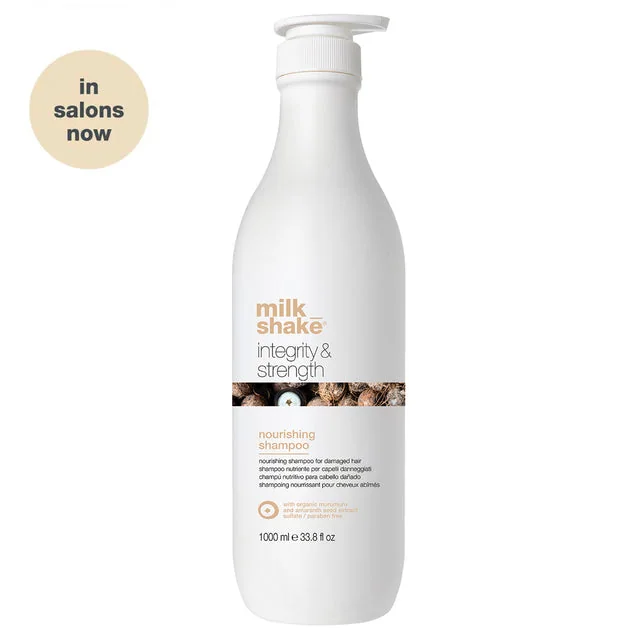 in
salons
now
milk_
shake®
integrity &
strength
nourishing
shampoo
nourishing shampoo for damaged hair
shampoo nutriente per capelli danneggiati
champú nutritivo para cabello dañado
shampoing nourrissant pour cheveux abîmés
with organic murumuru
and amaranth seed extract
sulfate / paraben free
1000 ml ℮ 33.8 fl oz